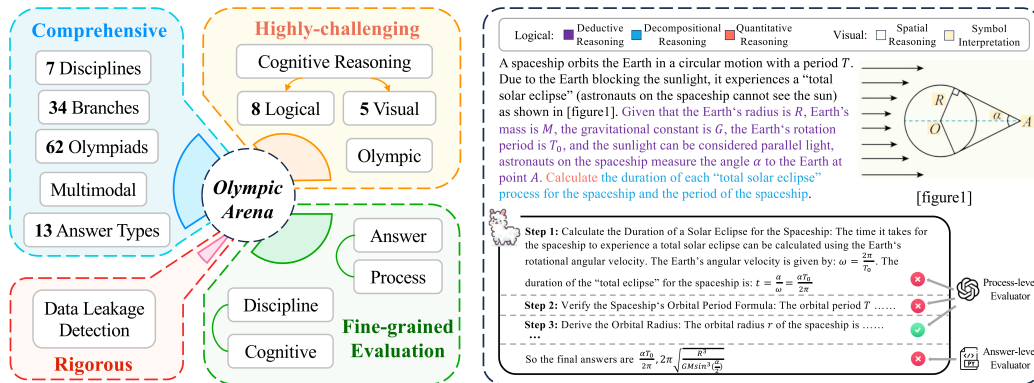 Comprehensive
7 Disciplines
34 Branches
62 Olympiads
Multimodal
13 Answer Types
Highly-challenging
Cognitive Reasoning
8 Logical
5 Visual
Olympic
Olympic
Arena
Data Leakage
Detection
Rigorous
Answer
Process
Discipline
Cognitive
Fine-grained
Evaluation
Logical: Deductive Reasoning Decompositional Reasoning Quantitative Reasoning Visual: Spatial Reasoning Symbol Interpretation
A spaceship orbits the Earth in a circular motion with a period T.
Due to the Earth blocking the sunlight, it experiences a “total
solar eclipse” (astronauts on the spaceship cannot see the sun)
as shown in [figure1]. Given that the Earth‘s radius is R, Earth’s
mass is M, the gravitational constant is G, the Earth‘s rotation
period is T₀, and the sunlight can be considered parallel light,
astronauts on the spaceship measure the angle α to the Earth at
point A. Calculate the duration of each “total solar eclipse”
process for the spaceship and the period of the spaceship.
R
O
α
A
[figure1]
Step 1: Calculate the Duration of a Solar Eclipse for the Spaceship: The time it takes for
the spaceship to experience a total solar eclipse can be calculated using the Earth‘s
rotational angular velocity. The Earth‘s angular velocity is given by: ω = 2π/T₀. The
duration of the “total eclipse” for the spaceship is: t = α/ω = αT₀/2π
Step 2: Verify the Spaceship‘s Orbital Period Formula: The orbital period T ……
Step 3: Derive the Orbital Radius: The orbital radius r of the spaceship is ……
...
So the final answers are αT₀/2π, 2π√(R³/GMsin³(α/2))
Process-level
Evaluator
Answer-level
Evaluator